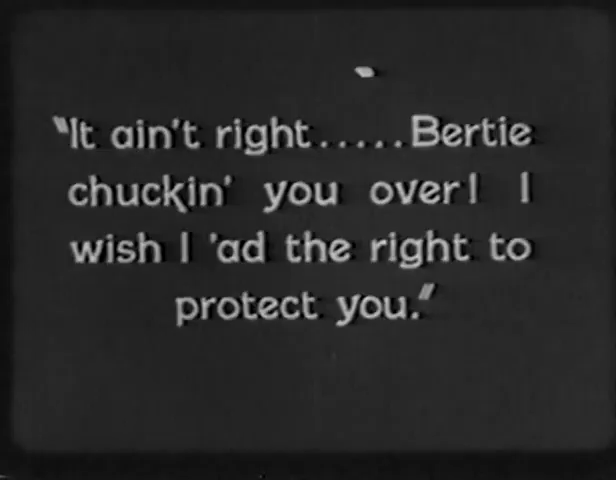 "It ain't right.....Bertie
chuckin' you over! I
wish I 'ad the right to
protect you."